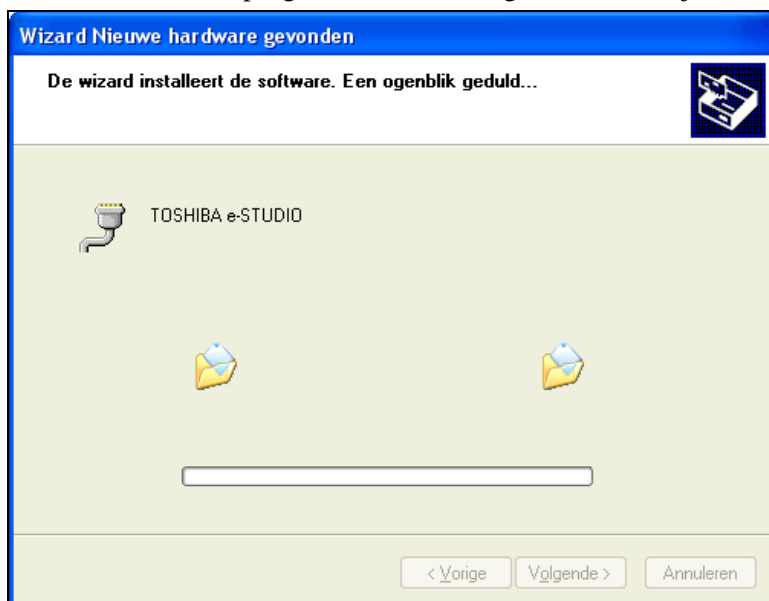 Wizard Nieuwe hardware gevonden
De wizard installeert de software. Een ogenblik geduld...
TOSHIBA e-STUDIO
< Vorige Volgende > Annuleren